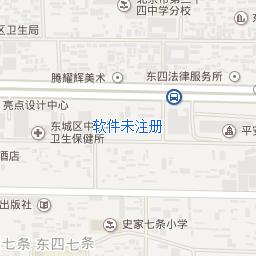 北京市第二十
四中学分校
区卫生局
腾耀辉美术
东四法律服务所
亮点设计中心
东城区中
卫生保健所
软件未注册
平安
酒店
出版社
史家七条小学
七条 东四七条